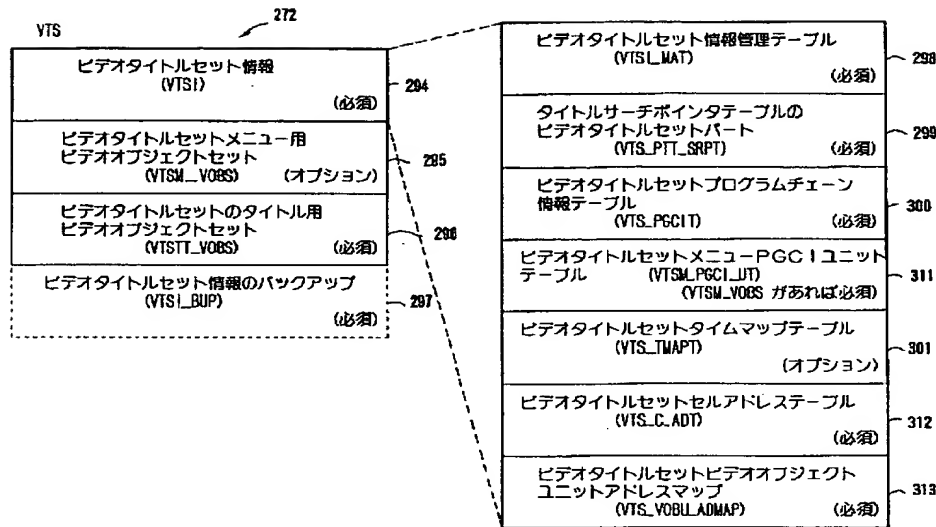 VTS
272
ビデオタイトルセット情報
(VTSI)
(必須)
294
ビデオタイトルセットメニュー用
ビデオオブジェクトセット
(VTSM_VOBS) (オプション)
295
ビデオタイトルセットのタイトル用
ビデオオブジェクトセット
(VTSTT_VOBS) (必須)
296
ビデオタイトルセット情報のバックアップ
(VTSI_BUP)
(必須)
297
ビデオタイトルセット情報管理テーブル
(VTSI_MAT)
(必須)
298
タイトルサーチポインタテーブルの
ビデオタイトルセットパート
(VTS_PTT_SRPT) (必須)
299
ビデオタイトルセットプログラムチェーン
情報テーブル
(VTS_PGCIT) (必須)
300
ビデオタイトルセットメニューPGCIユニット
テーブル (VTSM_PGCI_UT)
(VTSM_VOBS があれば必須)
311
ビデオタイトルセットタイムマップテーブル
(VTS_TMAPT)
(オプション)
301
ビデオタイトルセットセルアドレステーブル
(VTS_C_ADT)
(必須)
312
ビデオタイトルセットビデオオブジェクト
ユニットアドレスマップ
(VTS_VOBU_ADMAP) (必須)
313